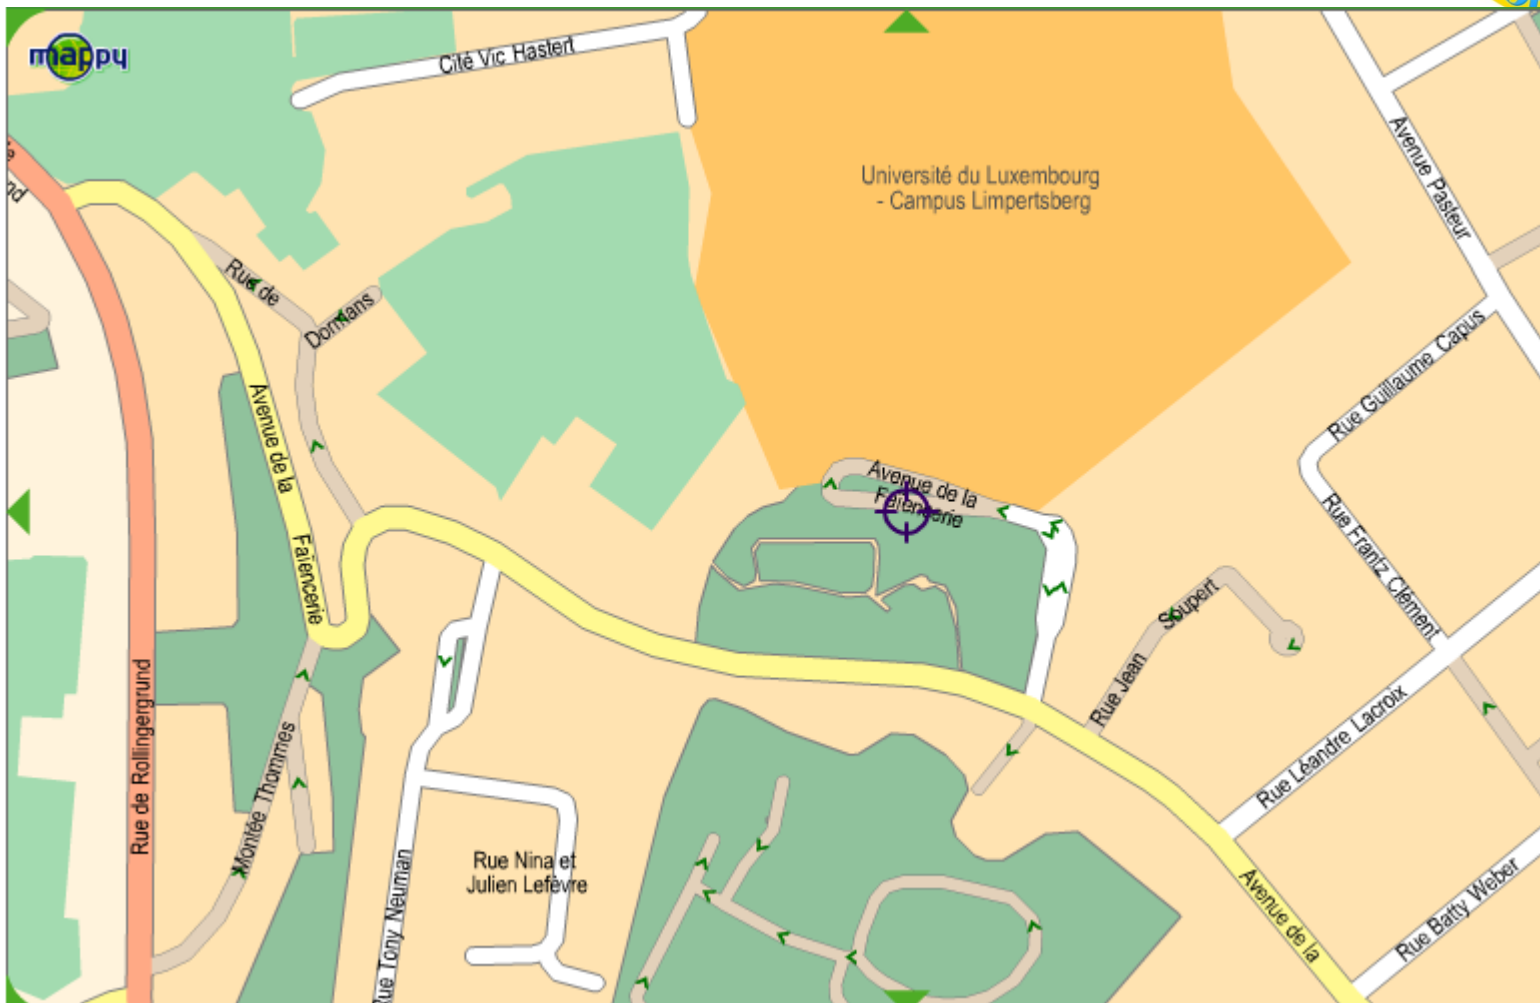 mappy
Cité Vic Hastert
Université du Luxembourg
- Campus Limpertsberg
Avenue Pasteur
Rue de
Dormans
Rue Guillaume Capus
Avenue de la
Faïencerie
Avenue de la
Faïencerie
Rue Frantz Clément
Rue Jean
Soupert
Rue de Rollingergrund
Montée Thommes
Rue Léandre Lacroix
Rue Nina et
Julien Lefèvre
Rue Tony Neuman
Avenue de la
Rue Batty Weber